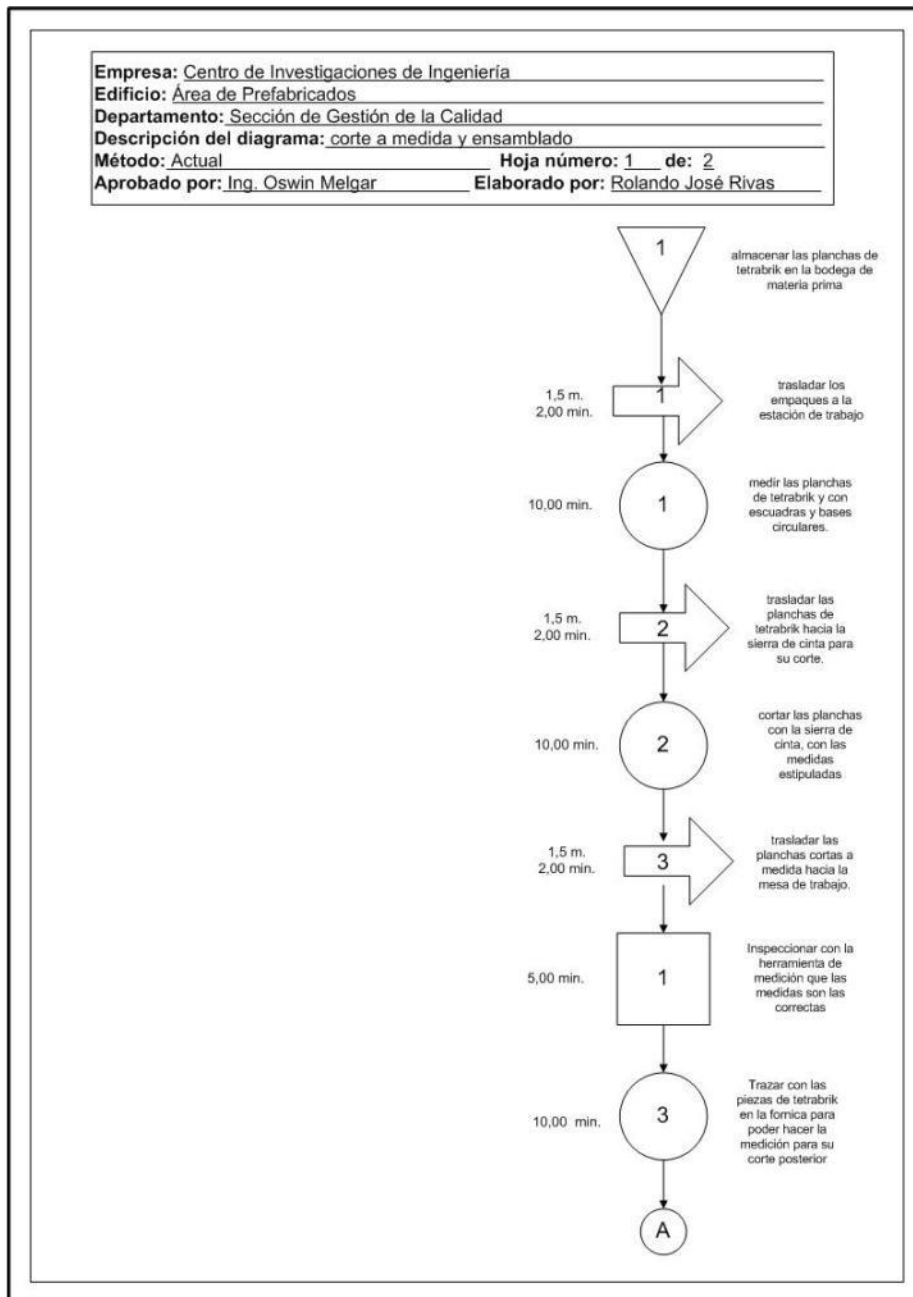 Empresa: Centro de Investigaciones de Ingeniería
Edificio: Área de Prefabricados
Departamento: Sección de Gestión de la Calidad
Descripción del diagrama: corte a medida y ensamblado
Método: Actual Hoja número: 1 de: 2
Aprobado por: Ing. Oswin Melgar Elaborado por: Rolando José Rivas
1
almacenar las planchas de
tetrabrik en la bodega de
materia prima
1,5 m.
2,00 min.
1
trasladar los
empaques a la
estación de trabajo
10,00 min.
1
medir las planchas
de tetrabrik y con
escuadras y bases
circulares.
1,5 m.
2,00 min.
2
trasladar las
planchas de
tetrabrik hacia la
sierra de cinta para
su corte.
10,00 min.
2
cortar las planchas
con la sierra de
cinta, con las
medidas
estipuladas
1,5 m.
2,00 min.
3
trasladar las
planchas cortas a
medida hacia la
mesa de trabajo.
5,00 min.
1
Inspeccionar con la
herramienta de
medición que las
medidas son las
correctas
10,00 min.
3
Trazar con las
piezas de tetrabrik
en la fornica para
poder hacer la
medición para su
corte posterior
A